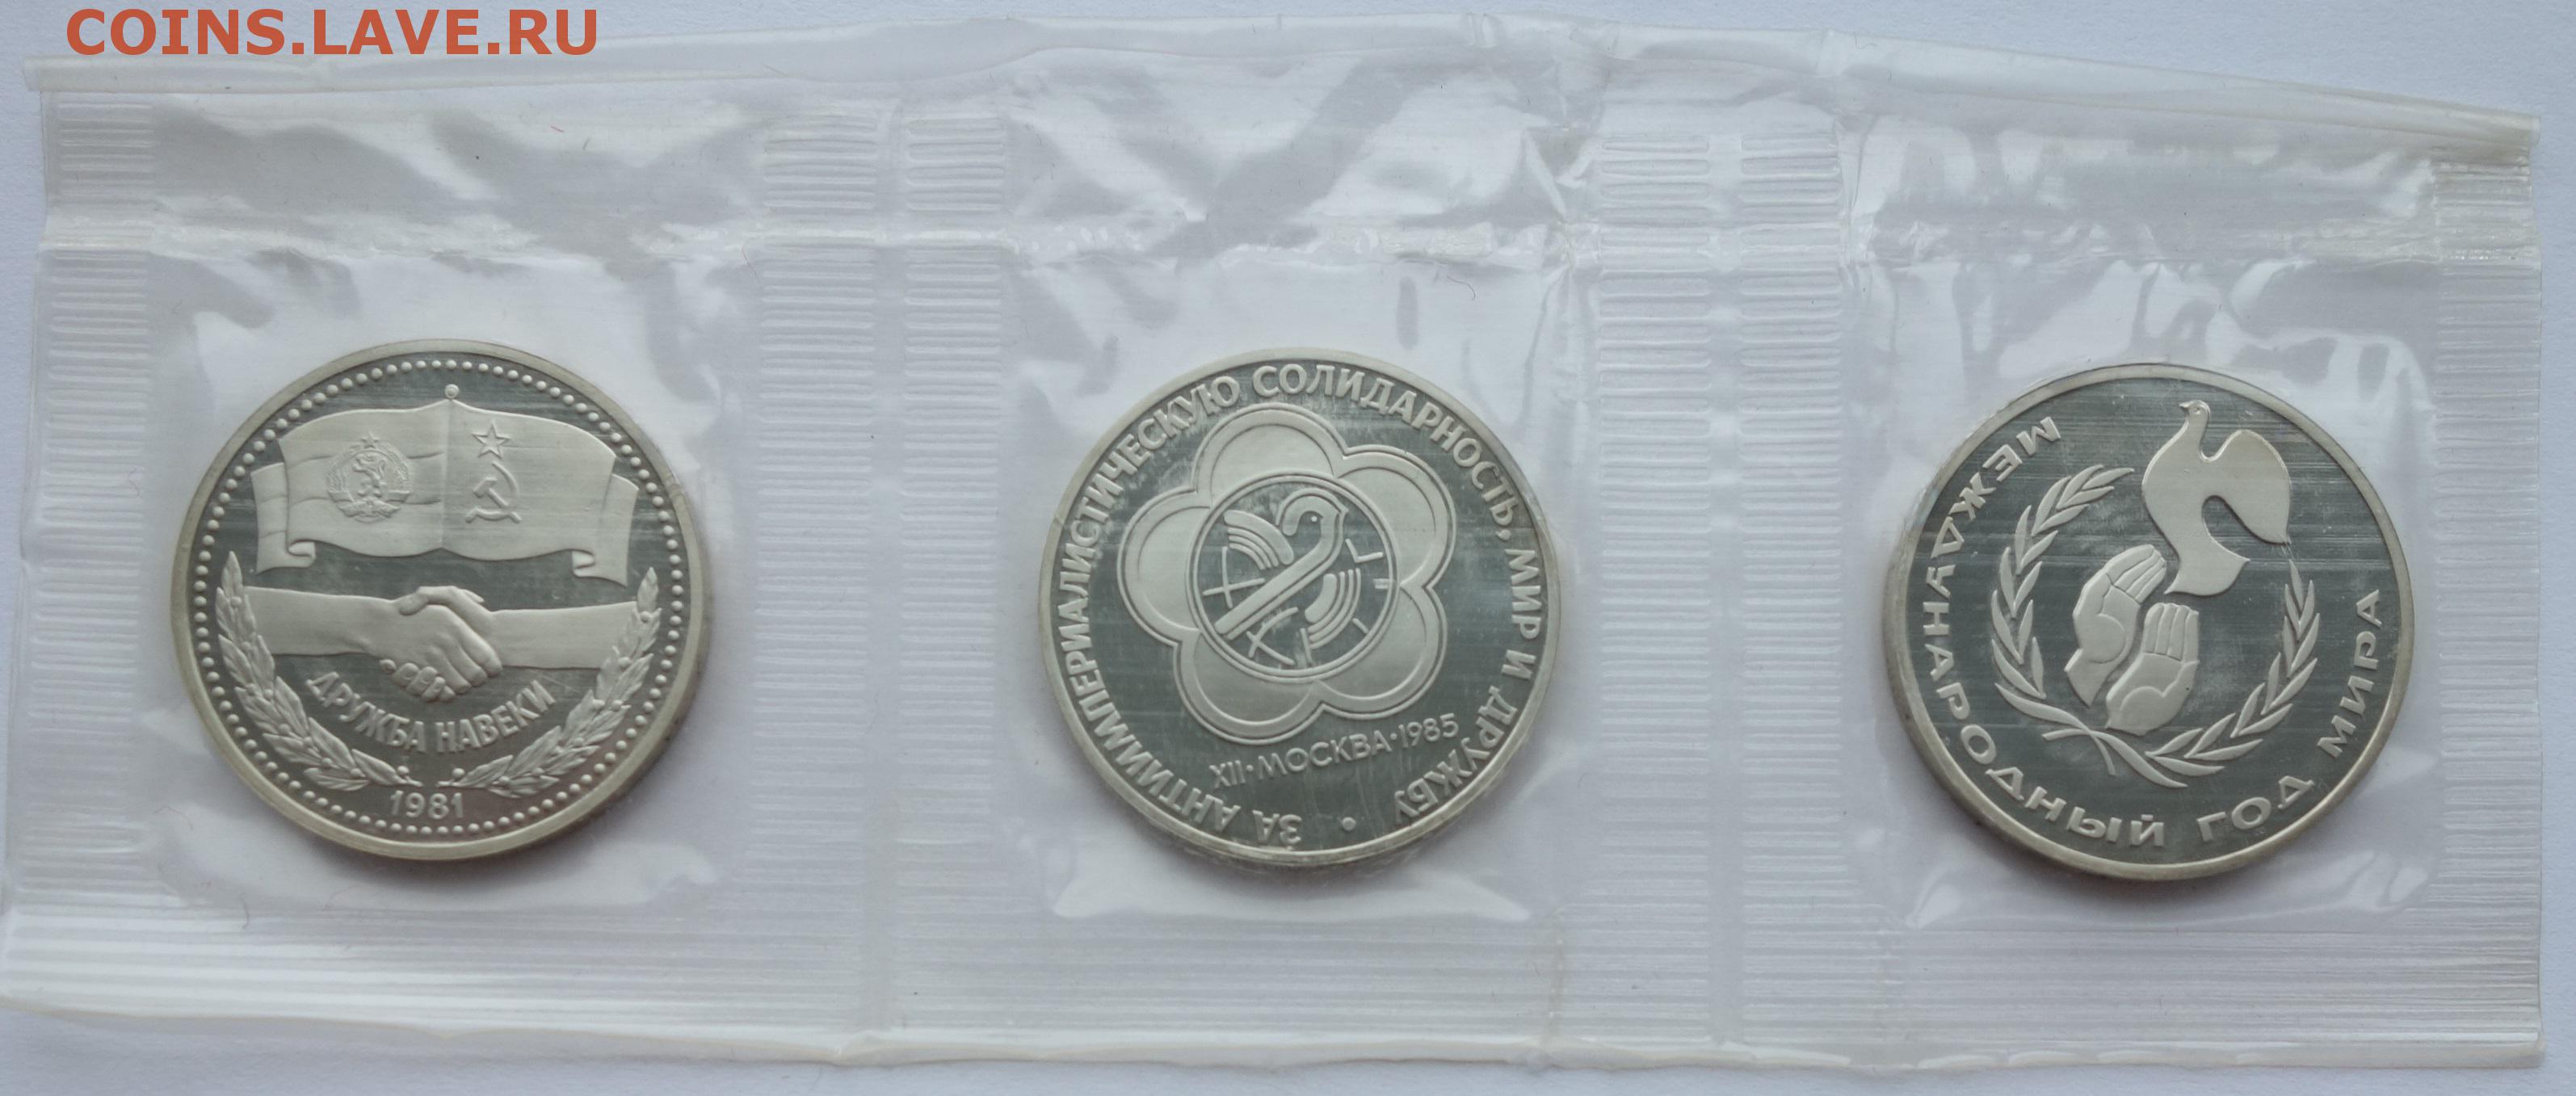 COINS.LAVE.RU
ДРУЖБА НАВЕКИ
1981
ЗА АНТИИМПЕРИАЛИСТИЧЕСКУЮ СОЛИДАРНОСТЬ, МИР И ДРУЖБУ •
XII•МОСКВА•1985
МЕЖДУНАРОДНЫЙ ГОД МИРА